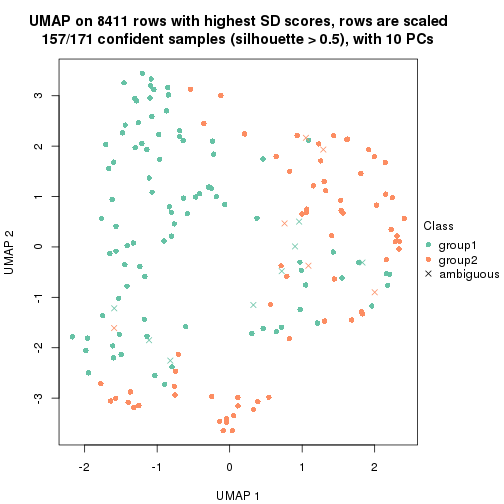 UMAP on 8411 rows with highest SD scores, rows are scaled
157/171 confident samples (silhouette > 0.5), with 10 PCs
3
2
1
0
-1
-2
-3
UMAP 2
-2
-1
0
1
2
UMAP 1
Class
group1
group2
ambiguous